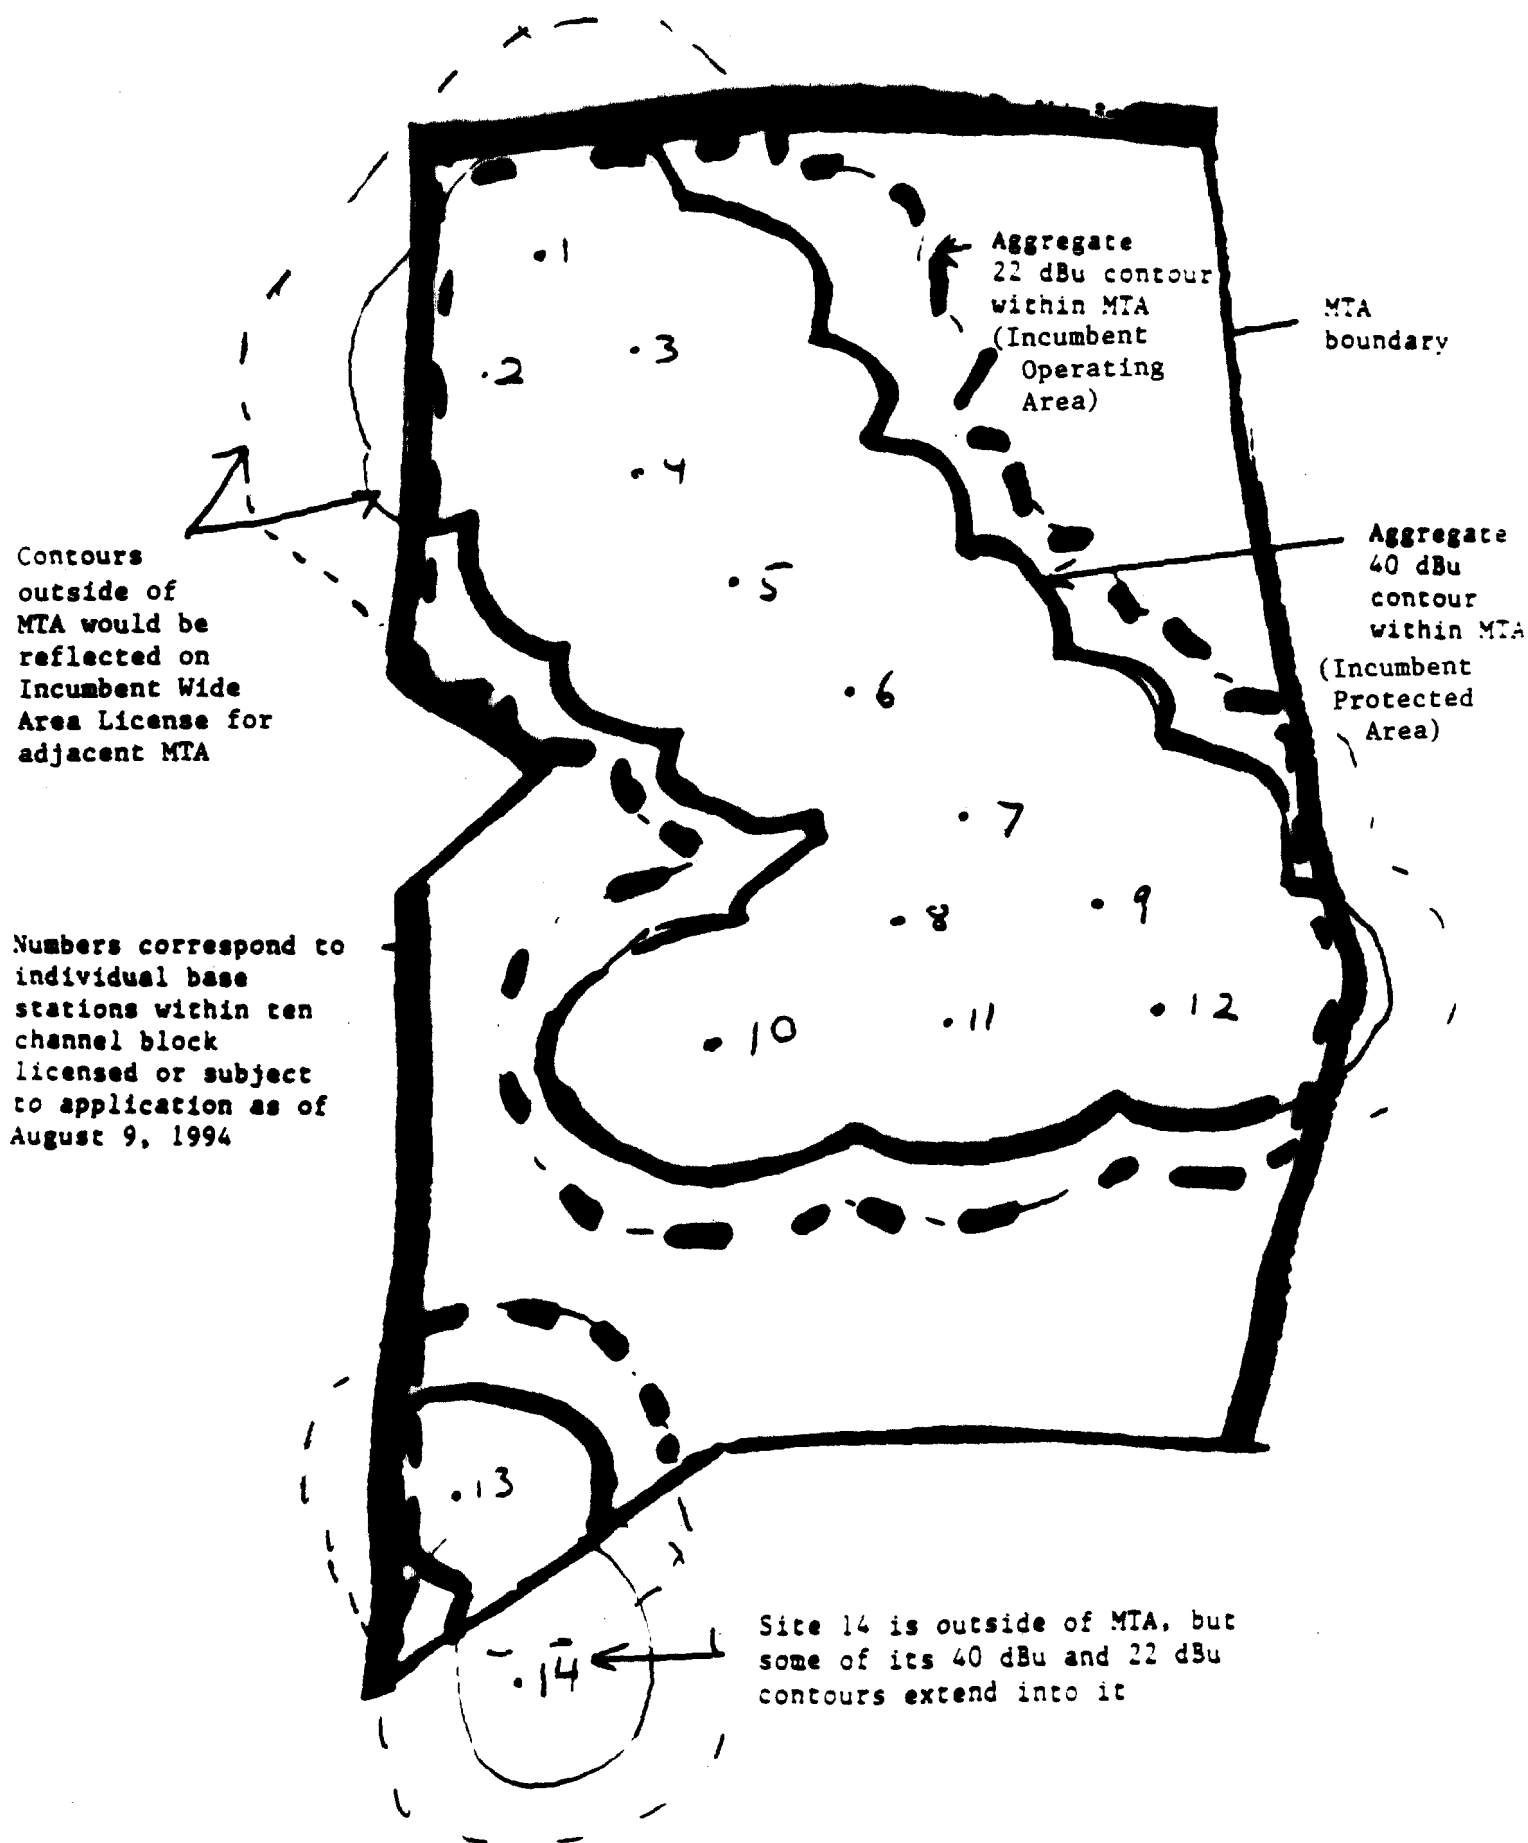 1
Aggregate
22 dBu contour
within MTA
(Incumbent
Operating
Area)
MTA
boundary
3
2
4
Contours
outside of
MTA would be
reflected on
Incumbent Wide
Area License for
adjacent MTA
5
Aggregate
40 dBu
contour
within MTA
(Incumbent
Protected
Area)
6
7
8
9
Numbers correspond to
individual base
stations within ten
channel block
licensed or subject
to application as of
August 9, 1994
10
11
12
13
Site 14 is outside of MTA, but
some of its 40 dBu and 22 dBu
contours extend into it
14